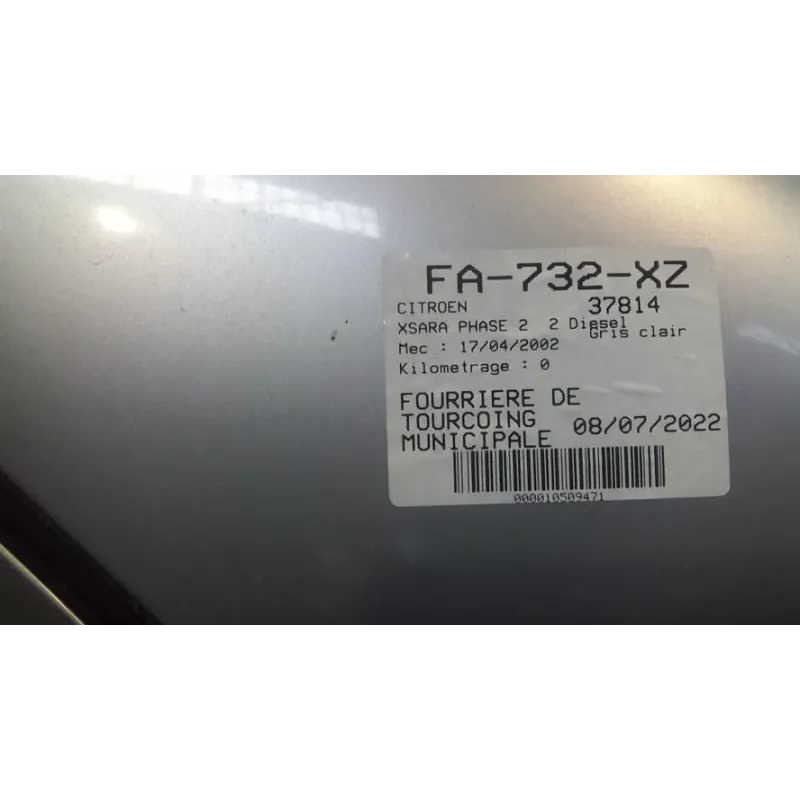 FA-732-XZ
CITROEN 37814
XSARA PHASE 2 2 Diesel
Gris clair
Mec : 17/04/2002
Kilometrage : 0
FOURRIERE DE
TOURCOING 08/07/2022
MUNICIPALE
000010509471